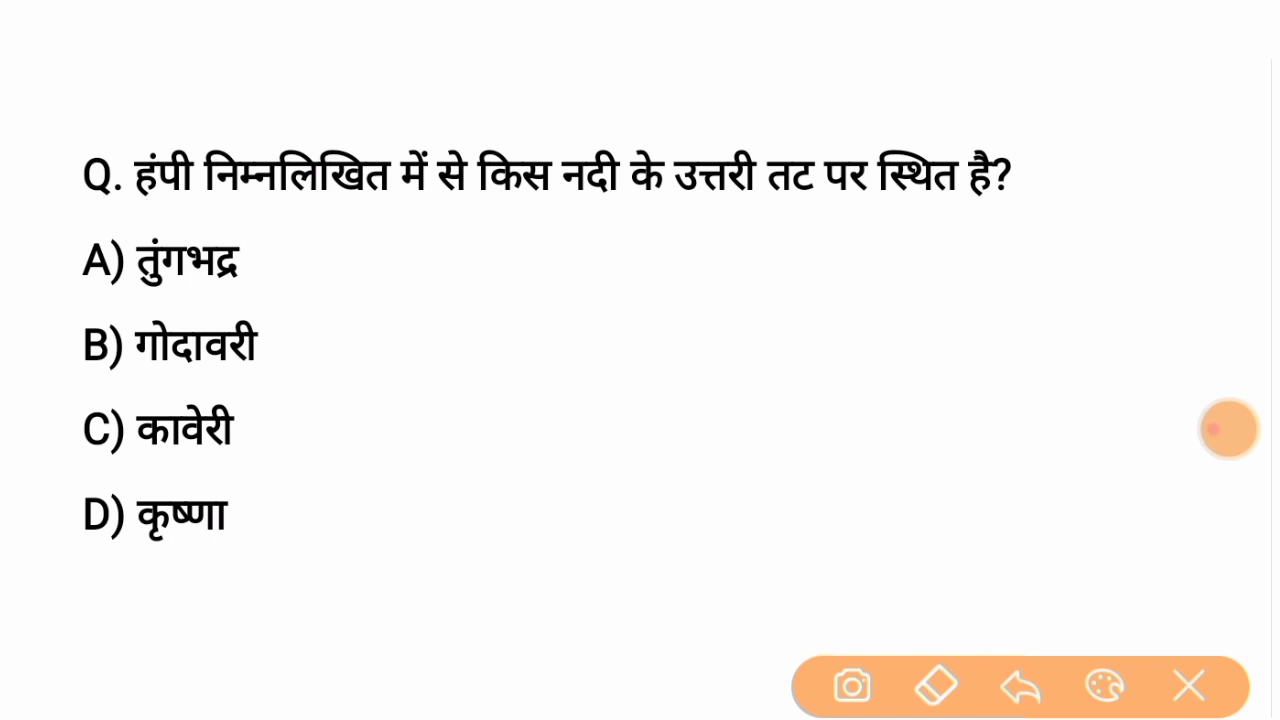 Q. हंपी निम्नलिखित में से किस नदी के उत्तरी तट पर स्थित है?
A) तुंगभद्र
B) गोदावरी
C) कावेरी
D) कृष्णा